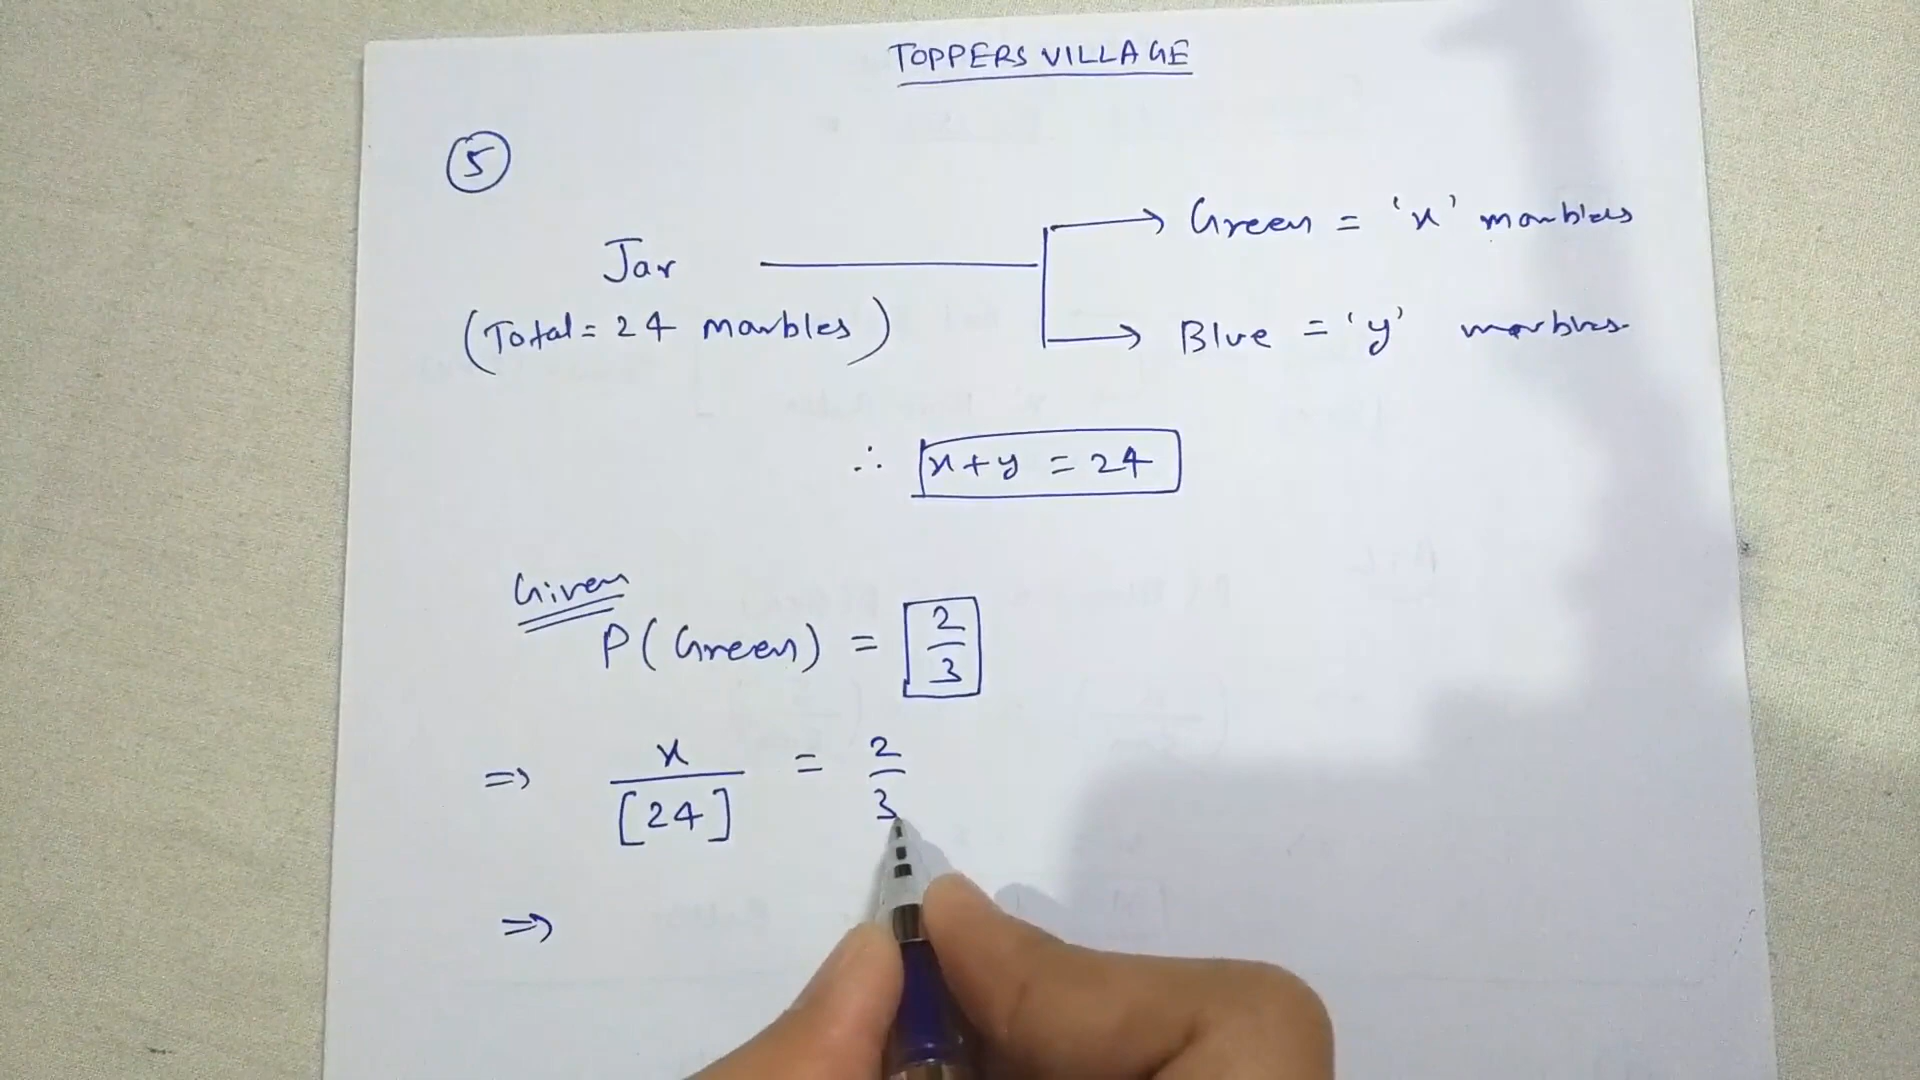 TOPPERS VILLAGE
5
Jar
(Total = 24 marbles)
Green = 'x' marbles
Blue = 'y' marbles
∴ x+y = 24
Given
P(Green) = 2/3
=> x/[24] = 2/3
=>